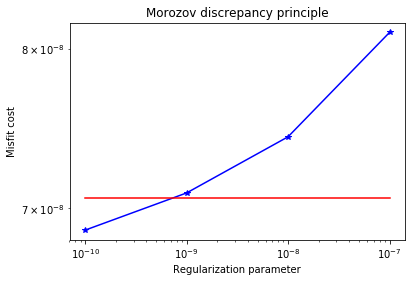 Morozov discrepancy principle
8 × 10⁻⁸
7 × 10⁻⁸
Misfit cost
10⁻¹⁰ 10⁻⁹ 10⁻⁸ 10⁻⁷
Regularization parameter